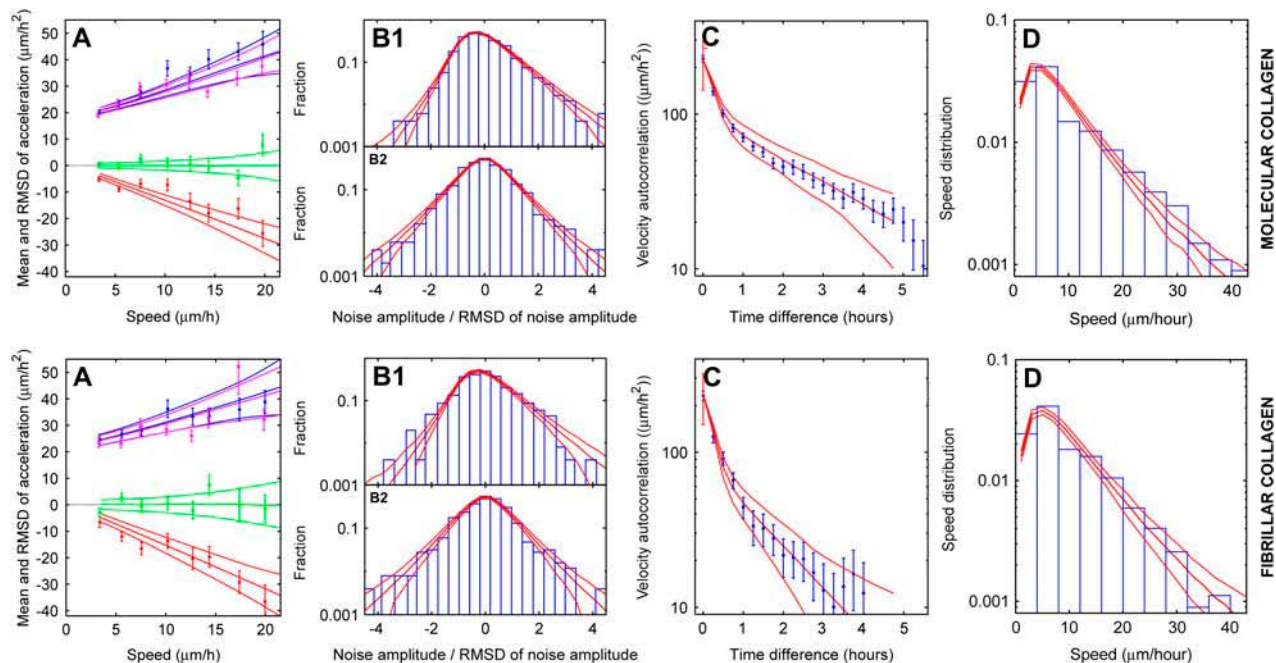 A
Mean and RMSD of acceleration (μm/h²)
50
40
30
20
10
0
-10
-20
-30
-40
0 5 10 15 20
Speed (μm/h)
B1
Fraction
0.1
0.001
B2
Fraction
0.1
0.001
-4 -2 0 2 4
Noise amplitude / RMSD of noise amplitude
C
Velocity autocorrelation ((μm/h²))
100
10
0 1 2 3 4 5
Time difference (hours)
D
Speed distribution
0.1
0.01
0.001
0 10 20 30 40
Speed (μm/hour)
MOLECULAR COLLAGEN
A
Mean and RMSD of acceleration (μm/h²)
50
40
30
20
10
0
-10
-20
-30
-40
0 5 10 15 20
Speed (μm/h)
B1
Fraction
0.1
0.001
B2
Fraction
0.1
0.001
-4 -2 0 2 4
Noise amplitude / RMSD of noise amplitude
C
Velocity autocorrelation ((μm/h²))
100
10
0 1 2 3 4 5
Time difference (hours)
D
Speed distribution
0.1
0.01
0.001
0 10 20 30 40
Speed (μm/hour)
FIBRILLAR COLLAGEN